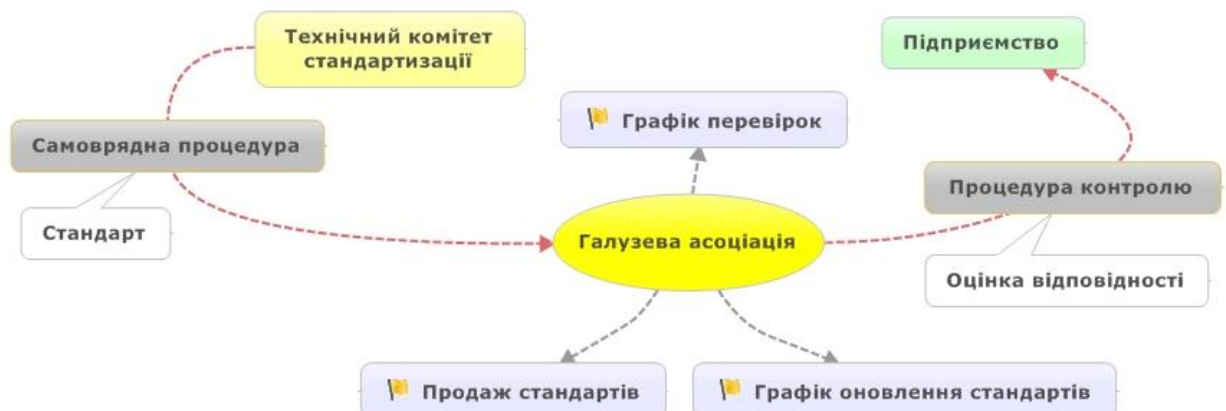 Технічний комітет
стандартизації
Підприємство
Графік перевірок
Самоврядна процедура
Процедура контролю
Стандарт
Галузева асоціація
Оцінка відповідності
Продаж стандартів
Графік оновлення стандартів